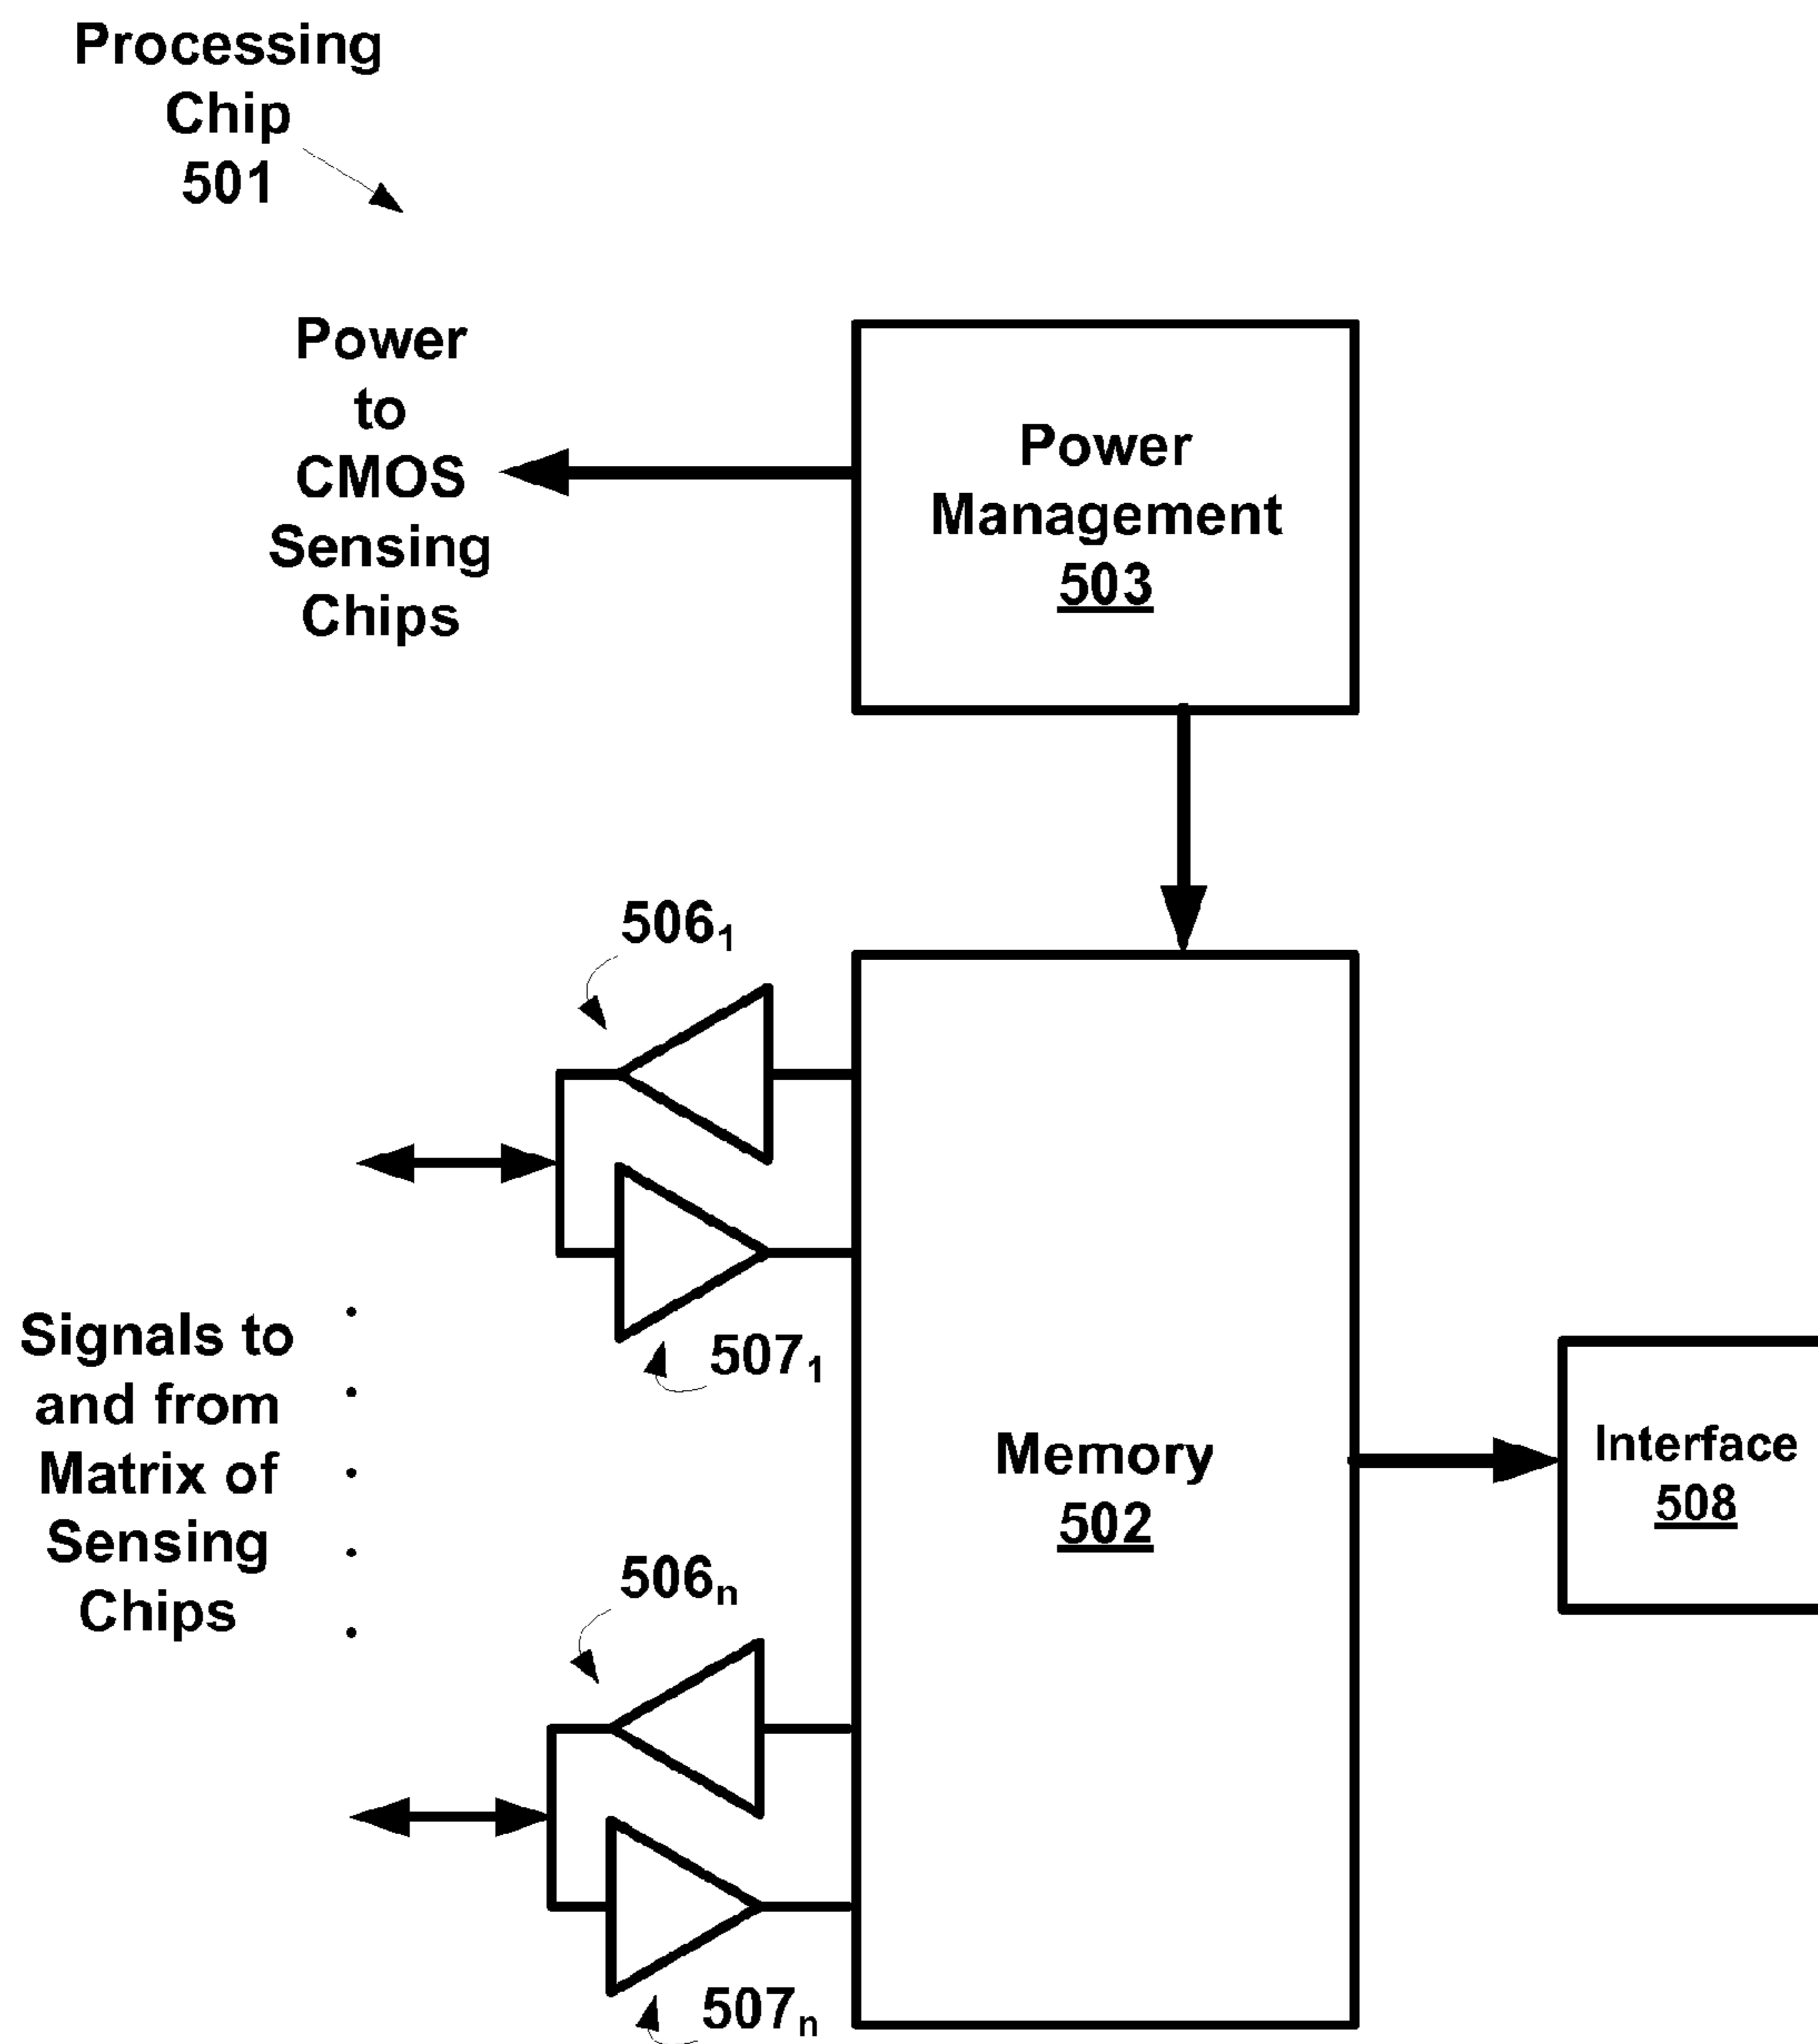 Processing
Chip
501
Power
to
CMOS
Sensing
Chips
Power
Management
503
506₁
507₁
Signals to
and from
Matrix of
Sensing
Chips
Memory
502
Interface
508
506ₙ
507ₙ